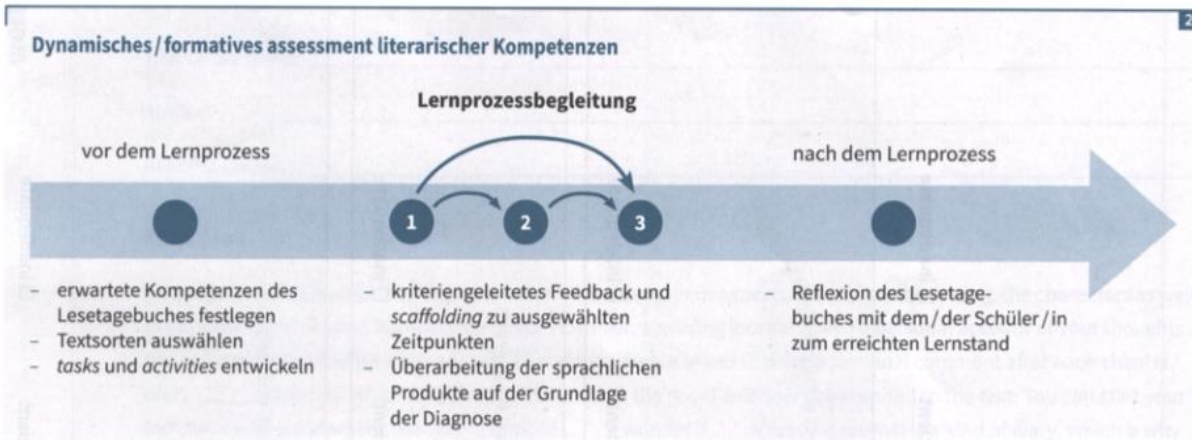 2
Dynamisches / formatives assessment literarischer Kompetenzen
Lernprozessbegleitung
vor dem Lernprozess
nach dem Lernprozess
1 2 3
- erwartete Kompetenzen des
Lesetagebuches festlegen
- Textsorten auswählen
- tasks und activities entwickeln
- kriteriengeleitetes Feedback und
scaffolding zu ausgewählten
Zeitpunkten
- Überarbeitung der sprachlichen
Produkte auf der Grundlage
der Diagnose
- Reflexion des Lesetage-
buches mit dem / der Schüler / in
zum erreichten Lernstand